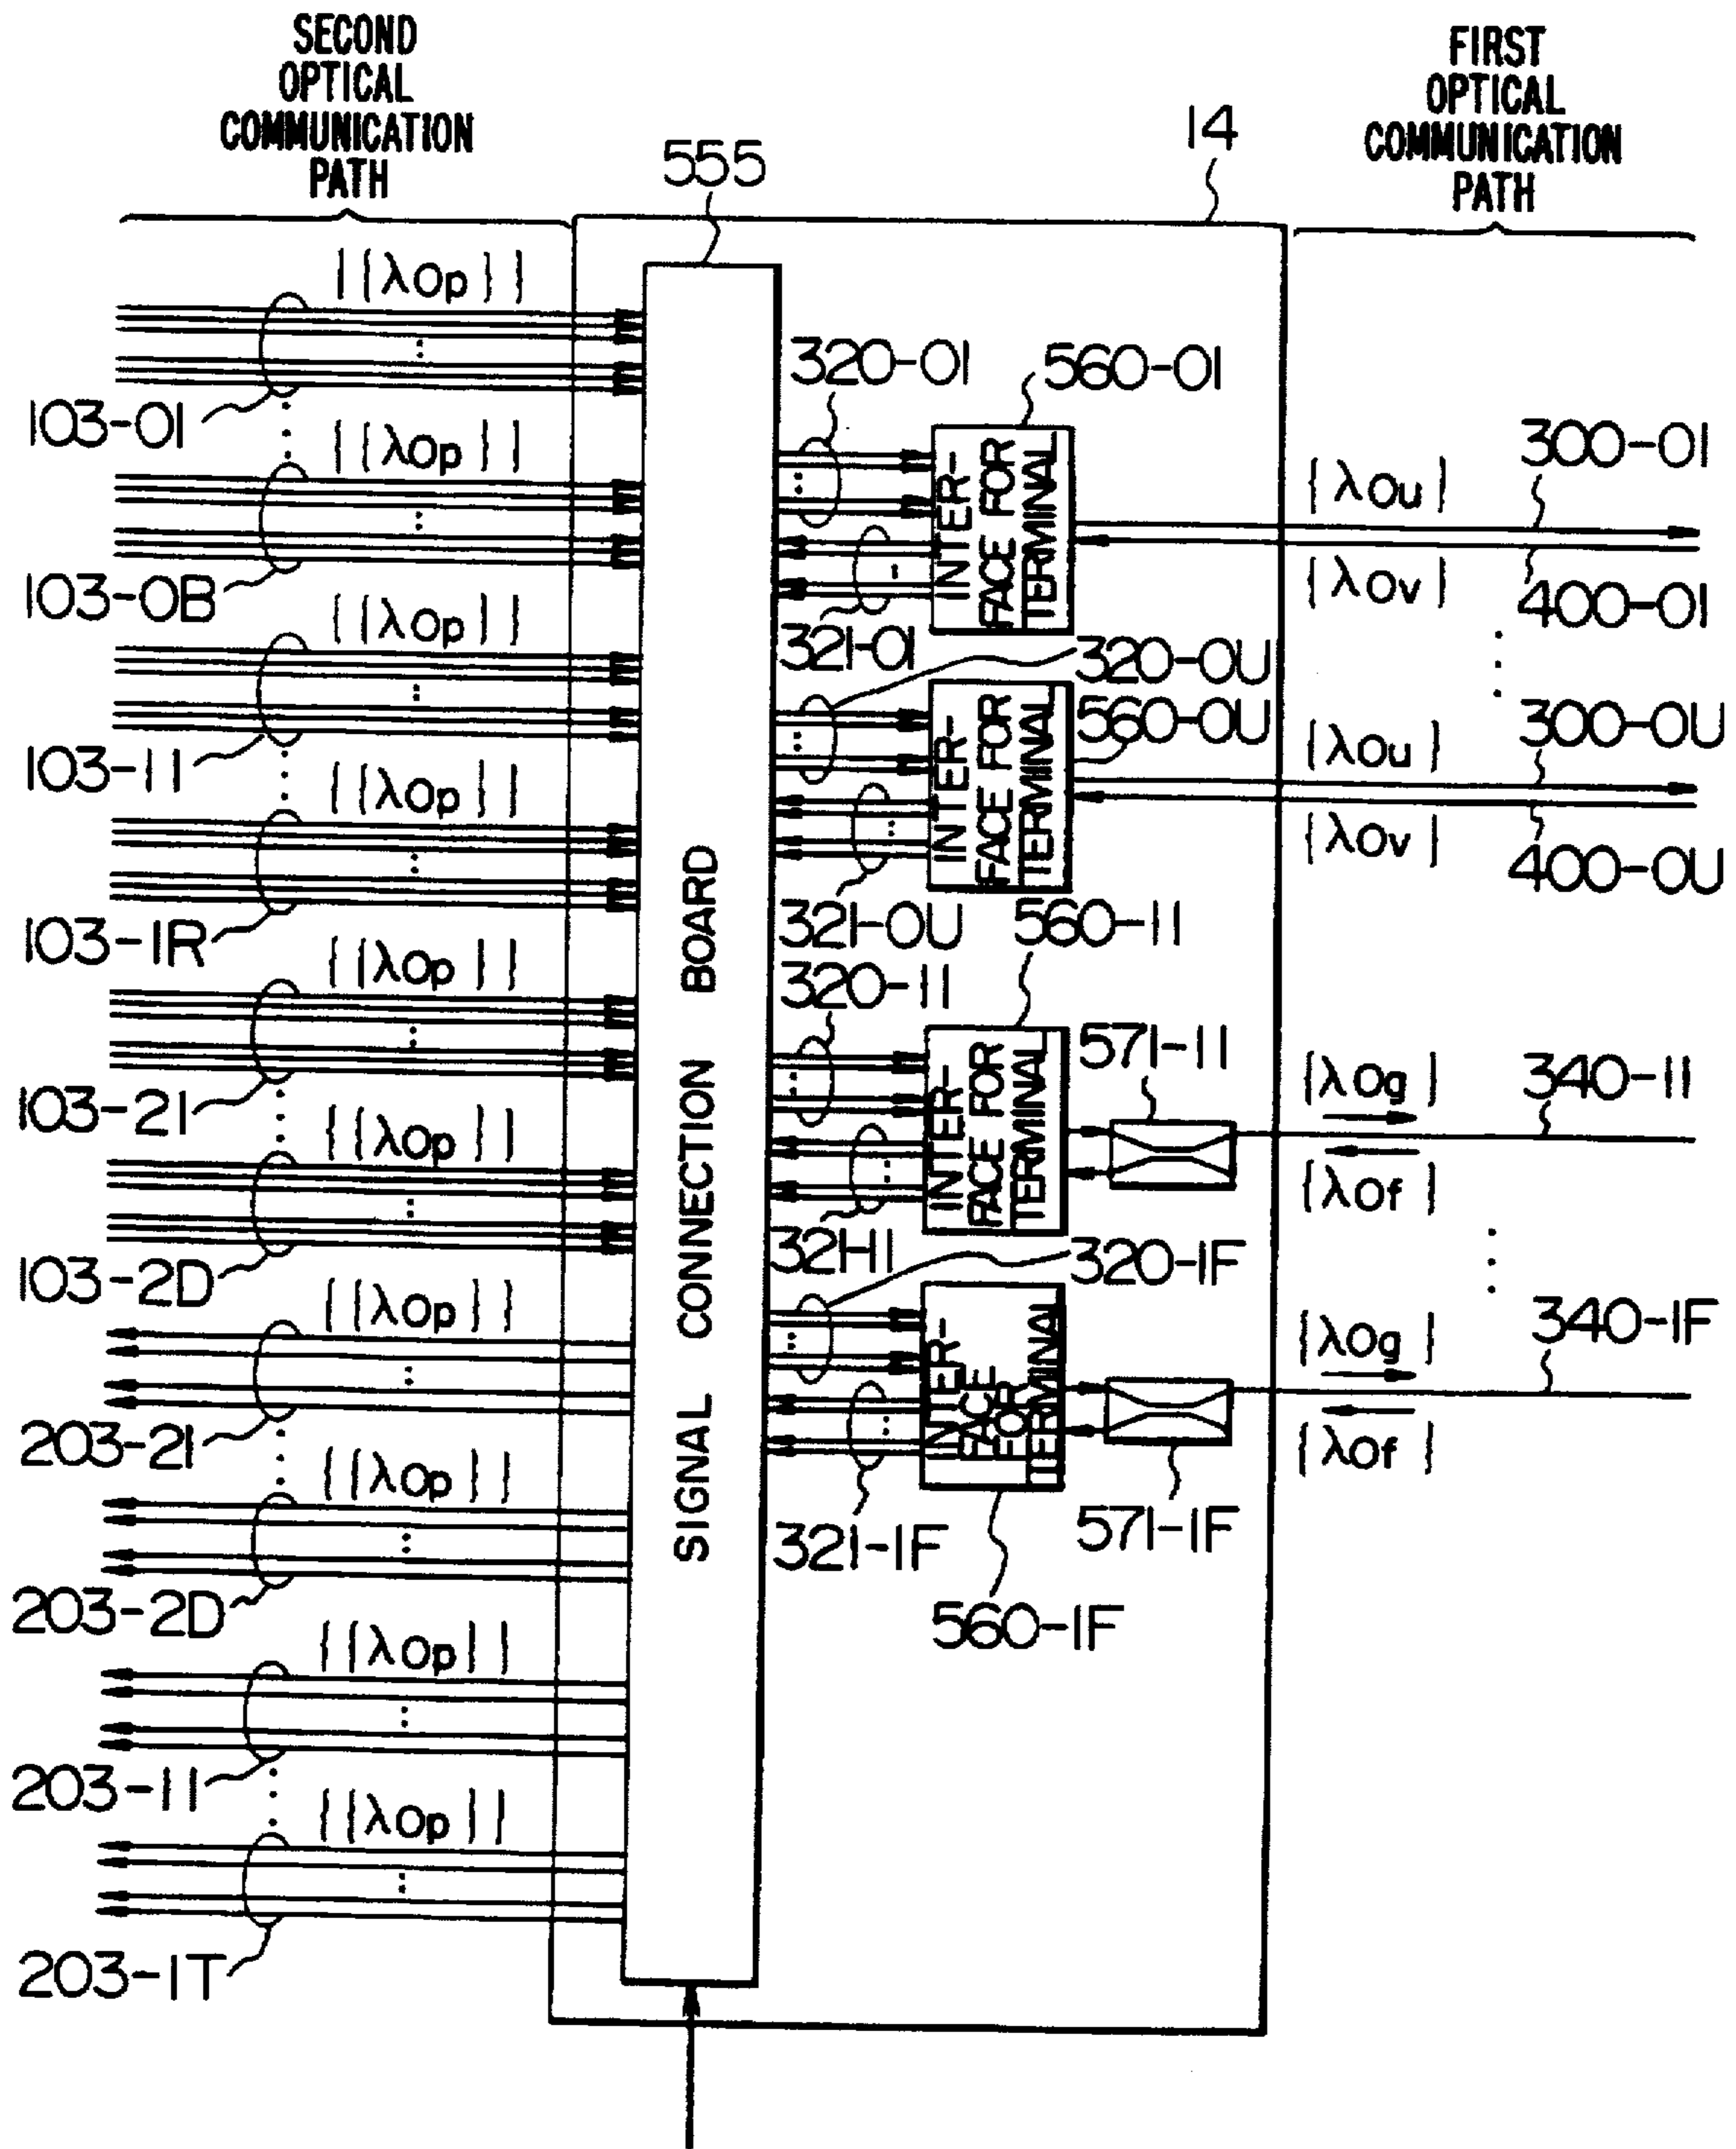 SECOND
OPTICAL
COMMUNICATION
PATH
FIRST
OPTICAL
COMMUNICATION
PATH
14
555
||λOp}}
103-01
{{λOp}}
103-0B
{{λOp}}
103-11
{{λOp}}
103-1R
{{λOp}}
103-21
{{λOp}}
103-2D
{{λOp}}
203-21
{{λOp}}
203-2D
{{λOp}}
203-11
{{λOp}}
203-1T
SIGNAL CONNECTION BOARD
320-01
560-01
INTER-
FACE FOR
TERMINAL
321-01
320-0U
560-0U
INTER-
FACE FOR
TERMINAL
321-0U
560-11
320-11
INTER-
FACE FOR
TERMINAL
571-11
321-11
320-1F
INTER-
FACE
FOR
TERMINAL
321-1F
571-1F
560-1F
{λOu}
300-01
{λOv}
400-01
{λOu}
300-0U
{λOv}
400-0U
{λOg}
340-11
{λOf}
{λOg}
340-1F
{λOf}